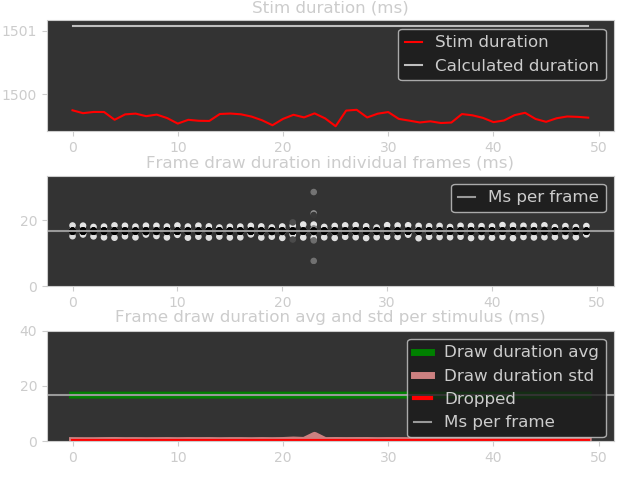 Stim duration (ms)
1501
1500
Stim duration
Calculated duration
0 10 20 30 40 50
Frame draw duration individual frames (ms)
20
0
Ms per frame
0 10 20 30 40 50
Frame draw duration avg and std per stimulus (ms)
40
20
0
Draw duration avg
Draw duration std
Dropped
Ms per frame
0 10 20 30 40 50